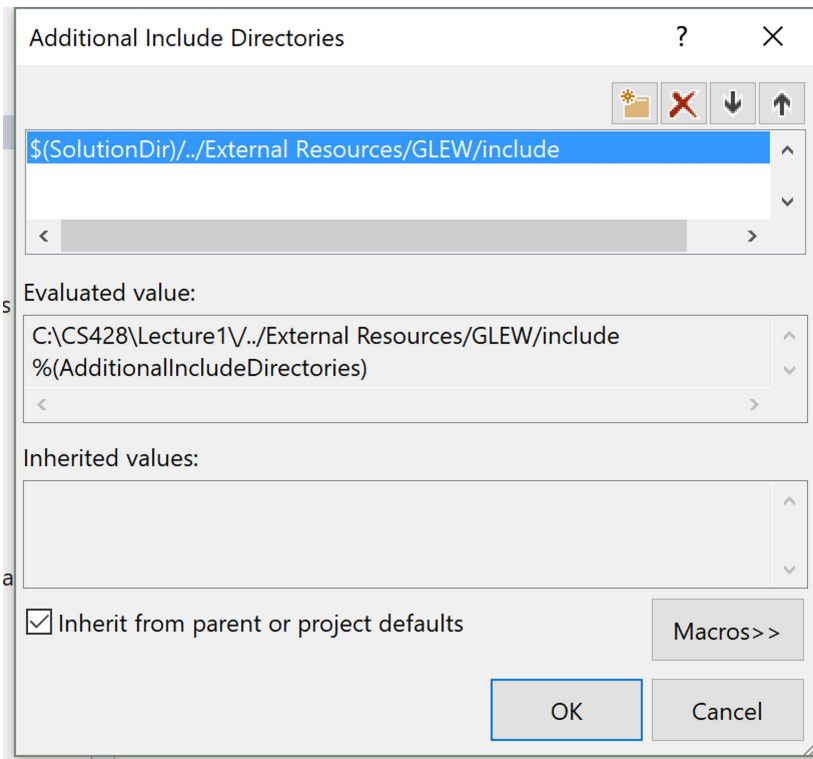 Additional Include Directories
?
$(SolutionDir)/../External Resources/GLEW/include
s
Evaluated value:
C:\CS428\Lecture1\/../External Resources/GLEW/include
%(AdditionalIncludeDirectories)
Inherited values:
a
Inherit from parent or project defaults
Macros>>
OK
Cancel